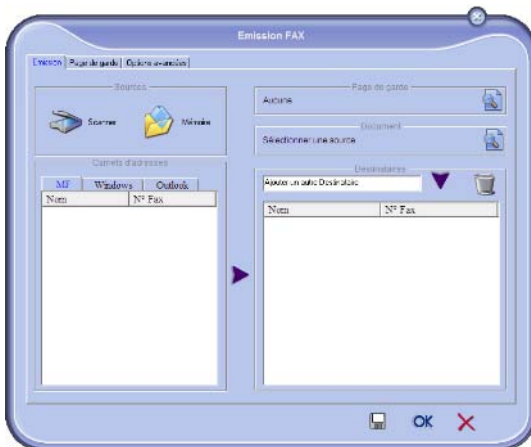 Emission FAX
Emission Page de garde Options avancées
Sources
Scanner Mémoire
Page de garde
Aucune
Document
Sélectionner une source
Carnets d'adresses
MF Windows Outlook
Nom N° Fax
Destinataires
Ajouter un autre Destinataire
Nom N° Fax
OK